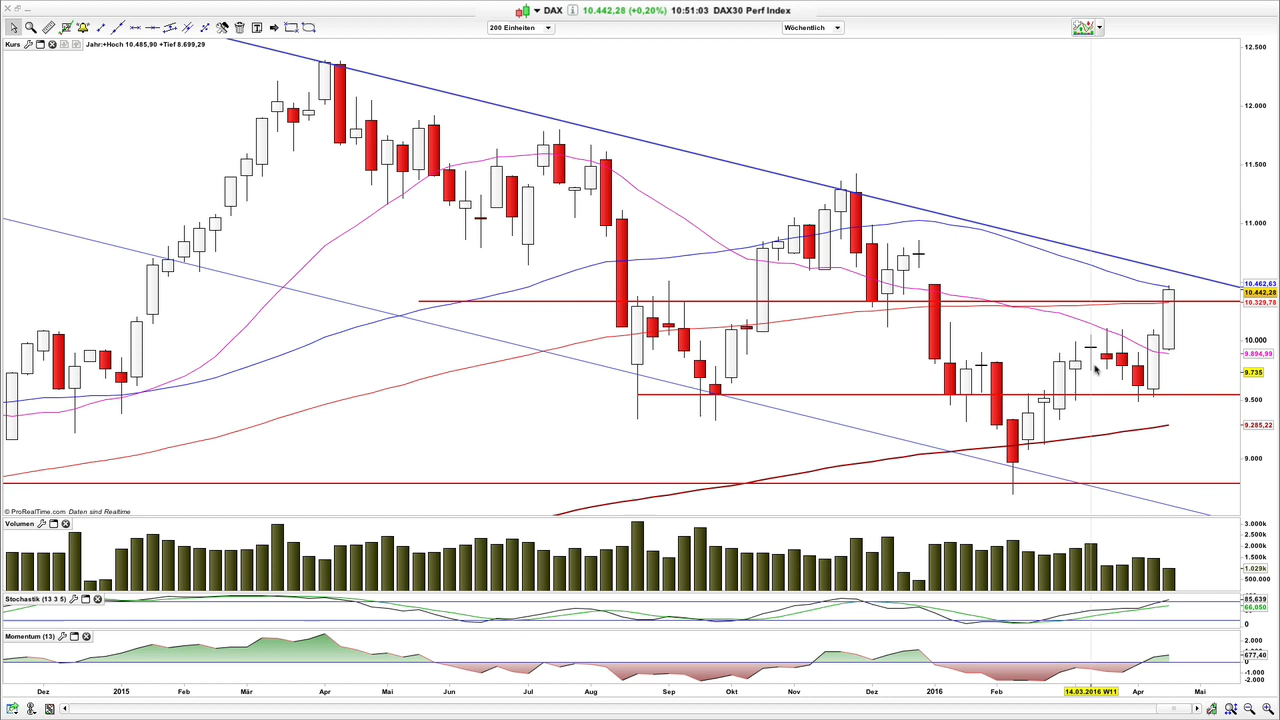 DAX 10.442,28 (+0,20%) 10:51:03 DAX30 Perf Index
200 Einheiten
Wöchentlich
Kurs
Jahr:+Hoch 10.485,90 +Tief 8.699,29
12.500
12.000
11.500
11.000
10.462,63
10.442,28
10.329,78
10.000
9.894,99
9.735
9.500
9.285,22
9.000
© ProRealTime.com Daten sind Realtime
Volumen
3.000k
2.500k
2.000k
1.500k
1.029k
500.000
Stochastik (13 3 5)
85,639
66,050
0
Momentum (13)
2.000
677,40
0
-1.000
-2.000
Dez 2015 Feb Mär Apr Mai Jun Jul Aug Sep Okt Nov Dez 2016 Feb 14.03.2016 W11 Apr Mai